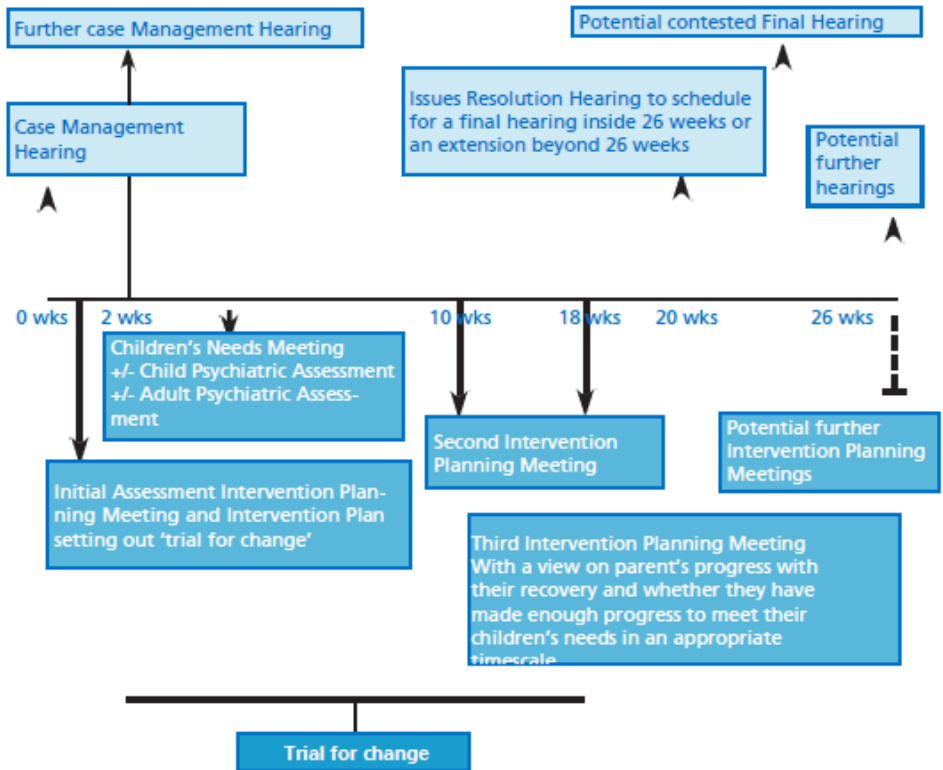 Further case Management Hearing
Potential contested Final Hearing
Case Management
Hearing
Issues Resolution Hearing to schedule
for a final hearing inside 26 weeks or
an extension beyond 26 weeks
Potential
further
hearings
0 wks 2 wks 10 wks 18 wks 20 wks 26 wks
Children's Needs Meeting
+/- Child Psychiatric Assessment
+/- Adult Psychiatric Assess-
ment
Initial Assessment Intervention Plan-
ning Meeting and Intervention Plan
setting out ‘trial for change’
Second Intervention
Planning Meeting
Potential further
Intervention Planning
Meetings
Third Intervention Planning Meeting
With a view on parent's progress with
their recovery and whether they have
made enough progress to meet their
children's needs in an appropriate
timescale
Trial for change